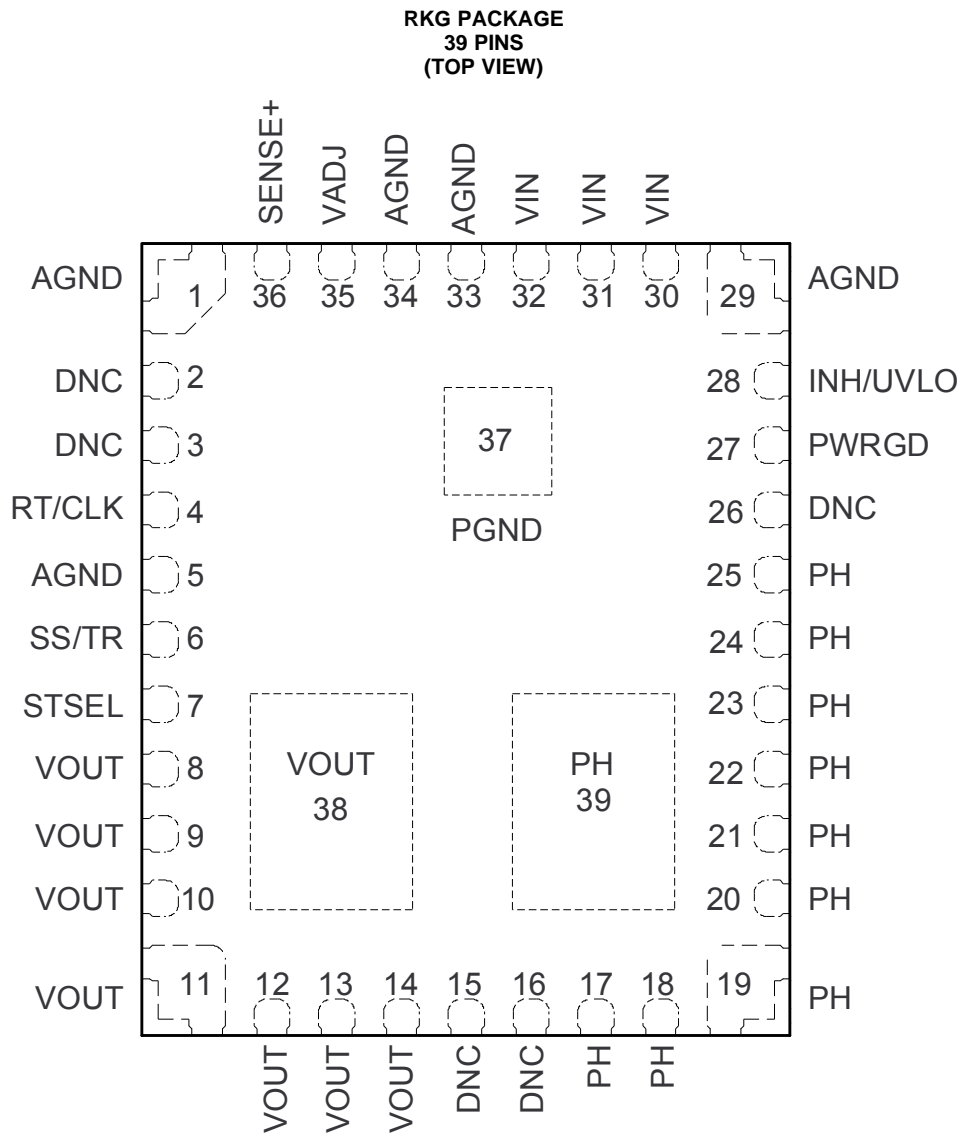 RKG PACKAGE
39 PINS
(TOP VIEW)
SENSE+
VADJ
AGND
AGND
VIN
VIN
VIN
AGND
1
36
35
34
33
32
31
30
29
AGND
DNC
2
28
INH/UVLO
DNC
3
37
27
PWRGD
RT/CLK
4
PGND
26
DNC
AGND
5
25
PH
SS/TR
6
24
PH
STSEL
7
23
PH
VOUT
8
VOUT
38
PH
39
22
PH
VOUT
9
21
PH
VOUT
10
20
PH
VOUT
11
12
13
14
15
16
17
18
19
PH
VOUT
VOUT
VOUT
DNC
DNC
PH
PH